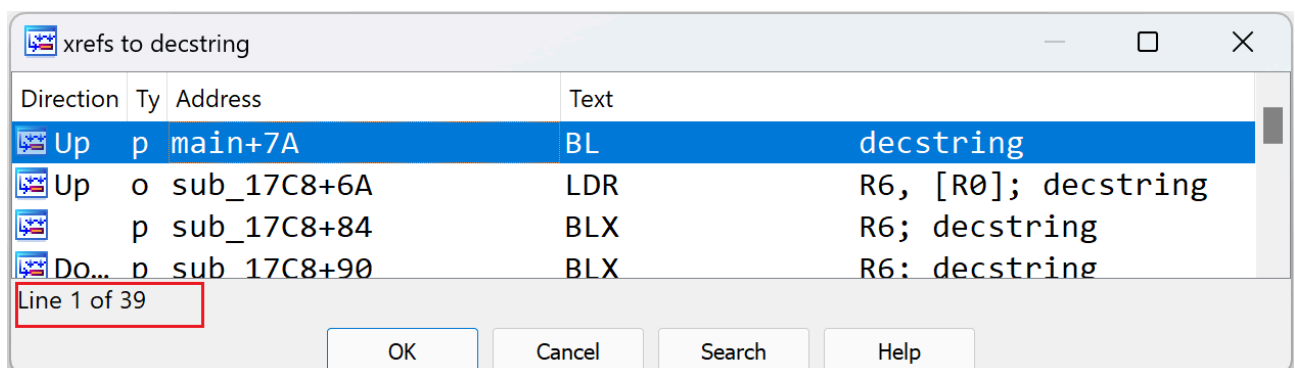 xrefs to decstring
Direction Ty Address Text
Up p main+7A BL decstring
Up o sub_17C8+6A LDR R6, [R0]; decstring
p sub_17C8+84 BLX R6; decstring
Do... p sub_17C8+90 BLX R6; decstring
Line 1 of 39
OK Cancel Search Help